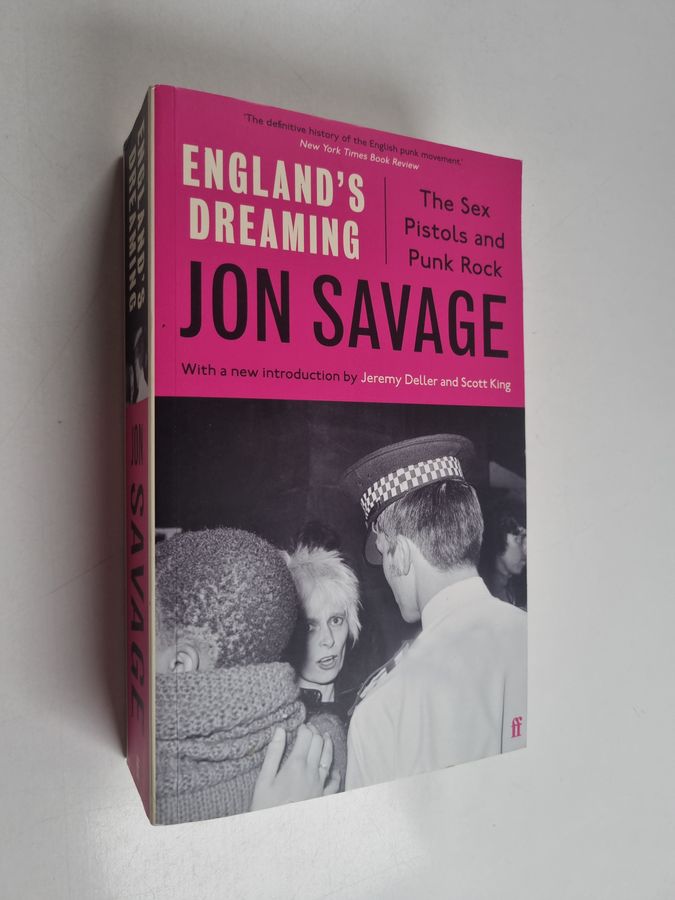 'The definitive history of the English punk movement.'
New York Times Book Review
ENGLAND'S
DREAMING
The Sex
Pistols and
Punk Rock
JON SAVAGE
With a new introduction by Jeremy Deller and Scott King
ff
ENGLAND'S
DREAMING
JON SAVAGE